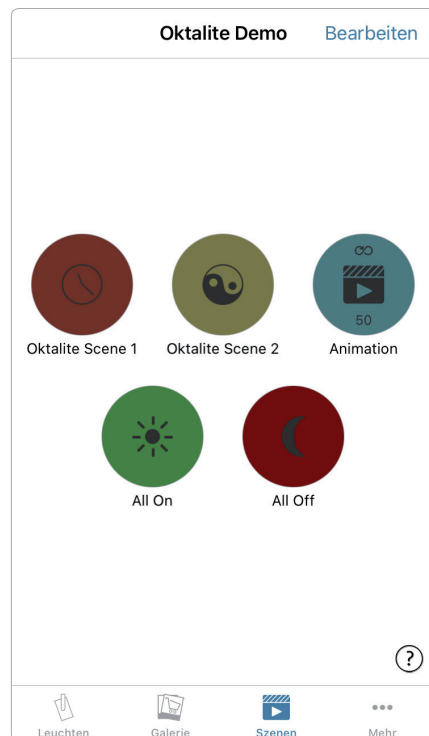 Oktalite Demo Bearbeiten
50
Oktalite Scene 1 Oktalite Scene 2 Animation
All On All Off
?
Leuchten Galerie Szenen Mehr